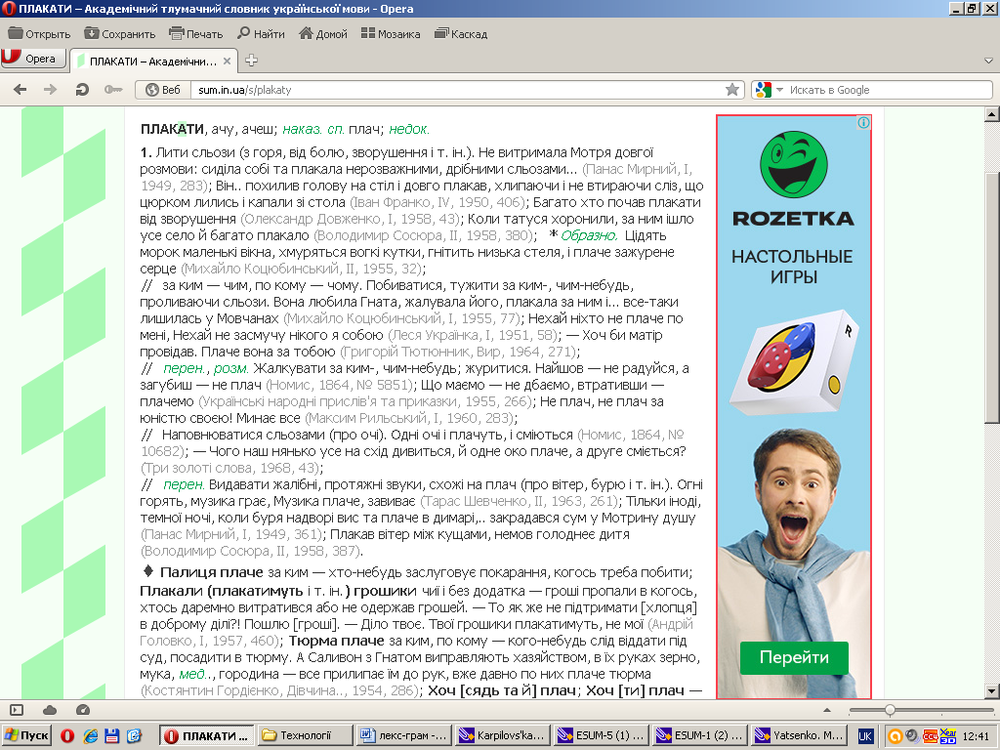 ПЛАКАТИ – Академічний тлумачний словник української мови - Opera
Открыть Сохранить Печать Найти Домой Мозаика Каскад
Opera ПЛАКАТИ – Академічни...
Веб sum.in.ua/s/plakaty Искать в Google
ПЛАКАТИ, ачу, ачеш; наказ. сп. плач; недок.
1. Лити сльози (з горя, від болю, зворушення і т. ін.). Не витримала Мотря довгої
розмови: сиділа собі та плакала нерозважними, дрібними сльозами... (Панас Мирний, I,
1949, 283); Він.. похилив голову на стіл і довго плакав, хлипаючи і не втираючи сліз, що
цюрком лились і капали зі стола (Іван Франко, IV, 1950, 406); Багато хто почав плакати
від зворушення (Олександр Довженко, I, 1958, 43); Коли татуся хоронили, за ним ішло
усе село й багато плакало (Володимир Сосюра, II, 1958, 380); * Образно. Цідять
морок маленькі вікна, хмуряться вогкі кутки, гнітить низька стеля, і плаче зажурене
серце (Михайло Коцюбинський, II, 1955, 32);
// за ким — чим, по кому — чому. Побиватися, тужити за ким-, чим-небудь,
проливаючи сльози. Вона любила Гната, жалувала його, плакала за ним і... все-таки
лишилась у Мовчанах (Михайло Коцюбинський, I, 1955, 77); Нехай ніхто не плаче по
мені, Нехай не засмучу нікого я собою (Леся Українка, I, 1951, 58); — Хоч би матір
провідав. Плаче вона за тобою (Григорій Тютюнник, Вир, 1964, 271);
// перен., розм. Жалкувати за ким-, чим-небудь; журитися. Найшов — не радуйся, а
загубиш — не плач (Номис, 1864, № 5851); Що маємо — не дбаємо, втративши —
плачемо (Українські народні прислів'я та приказки, 1955, 266); Не плач, не плач за
юністю своєю! Минає все (Максим Рильський, I, 1960, 283);
// Наповнюватися сльозами (про очі). Одні очі і плачуть, і сміються (Номис, 1864, №
10682); — Чого наш нянько усе на схід дивиться, й одне око плаче, а друге сміється?
(Три золоті слова, 1968, 43);
// перен. Видавати жалібні, протяжні звуки, схожі на плач (про вітер, бурю і т. ін.). Огні
горять, музика грає, Музика плаче, завиває (Тарас Шевченко, II, 1963, 261); Тільки іноді,
темної ночі, коли буря надворі вис та плаче в димарі,.. закрадався сум у Мотрину душу
(Панас Мирний, I, 1949, 361); Плакав вітер між кущами, немов голоднеє дитя
(Володимир Сосюра, II, 1958, 387).
♦ Палиця плаче за ким — хто-небудь заслуговує покарання, когось треба побити;
Плакали (плакатимуть і т. ін.) грошики чиї і без додатка — гроші пропали в когось,
хтось даремно витратився або не одержав грошей. — То як же не підтримати [хлопця]
в доброму ділі?! Пошлю [гроші]. — Діло твоє. Твої грошики плакатимуть, не мої (Андрій
Головко, I, 1957, 460); Тюрма плаче за ким, по кому — кого-небудь слід віддати під
суд, посадити в тюрму. А Саливон з Гнатом виправляють хазяйством, в їх руках зерно,
мука, мед.., городина — все прилипає їм до рук, вже давно по них плаче тюрма
(Костянтин Гордієнко, Дівчина.., 1954, 286); Хоч [сядь та й] плач; Хоч [ти] плач —
ROZETKA
НАСТОЛЬНЫЕ
ИГРЫ
R
Перейти
Пуск ПЛАКАТИ ... Технології лекс-грам -... Karpilovs'ka... ESUM-5 (1) ... ESUM-1 (2) ... Yatsenko. M... UK 12:41